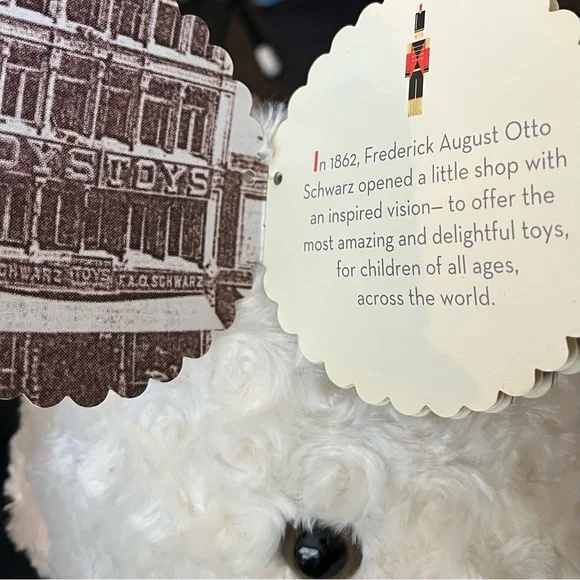 OYS TOYS
SCHWARZ TOYS F.A.O. SCHWARZ
In 1862, Frederick August Otto
Schwarz opened a little shop with
an inspired vision– to offer the
most amazing and delightful toys,
for children of all ages,
across the world.